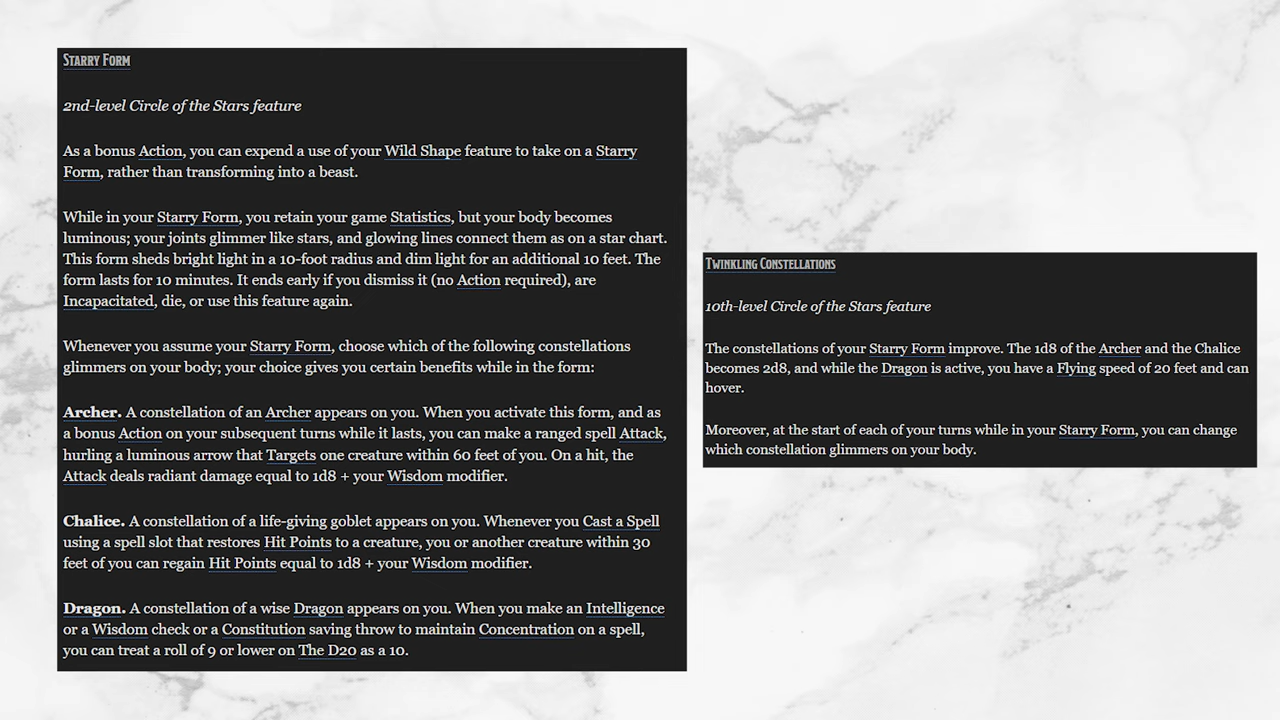 Starry Form
2nd-level Circle of the Stars feature
As a bonus Action, you can expend a use of your Wild Shape feature to take on a Starry
Form, rather than transforming into a beast.
While in your Starry Form, you retain your game Statistics, but your body becomes
luminous; your joints glimmer like stars, and glowing lines connect them as on a star chart.
This form sheds bright light in a 10-foot radius and dim light for an additional 10 feet. The
form lasts for 10 minutes. It ends early if you dismiss it (no Action required), are
Incapacitated, die, or use this feature again.
Whenever you assume your Starry Form, choose which of the following constellations
glimmers on your body; your choice gives you certain benefits while in the form:
Archer. A constellation of an Archer appears on you. When you activate this form, and as
a bonus Action on your subsequent turns while it lasts, you can make a ranged spell Attack,
hurling a luminous arrow that Targets one creature within 60 feet of you. On a hit, the
Attack deals radiant damage equal to 1d8 + your Wisdom modifier.
Chalice. A constellation of a life-giving goblet appears on you. Whenever you Cast a Spell
using a spell slot that restores Hit Points to a creature, you or another creature within 30
feet of you can regain Hit Points equal to 1d8 + your Wisdom modifier.
Dragon. A constellation of a wise Dragon appears on you. When you make an Intelligence
or a Wisdom check or a Constitution saving throw to maintain Concentration on a spell,
you can treat a roll of 9 or lower on The D20 as a 10.
Twinkling Constellations
10th-level Circle of the Stars feature
The constellations of your Starry Form improve. The 1d8 of the Archer and the Chalice
becomes 2d8, and while the Dragon is active, you have a Flying speed of 20 feet and can
hover.
Moreover, at the start of each of your turns while in your Starry Form, you can change
which constellation glimmers on your body.